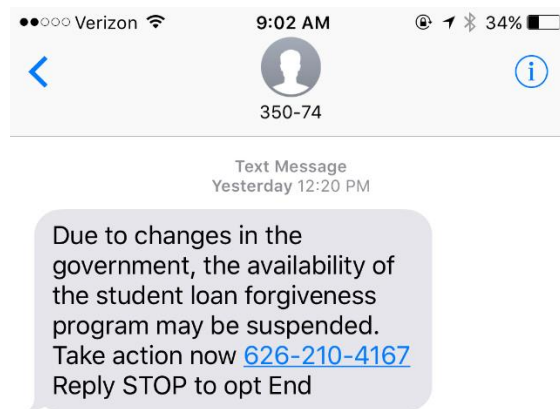 Verizon 9:02 AM 34%
350-74
Text Message
Yesterday 12:20 PM
Due to changes in the
government, the availability of
the student loan forgiveness
program may be suspended.
Take action now 626-210-4167
Reply STOP to opt End